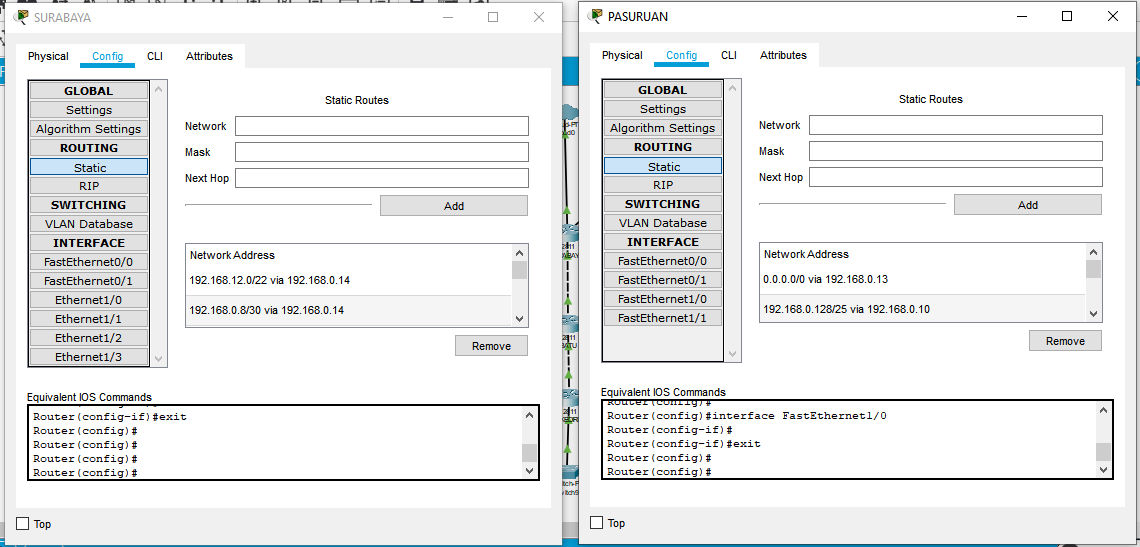 SURABAYA
Physical Config CLI Attributes
GLOBAL
Settings
Algorithm Settings
ROUTING
Static
RIP
SWITCHING
VLAN Database
INTERFACE
FastEthernet0/0
FastEthernet0/1
Ethernet1/0
Ethernet1/1
Ethernet1/2
Ethernet1/3
Static Routes
Network
Mask
Next Hop
Add
Network Address
192.168.12.0/22 via 192.168.0.14
192.168.0.8/30 via 192.168.0.14
Remove
Equivalent IOS Commands
Router(config-if)#exit
Router(config)#
Router(config)#
Router(config)#
Router(config)#
Top
PASURUAN
Physical Config CLI Attributes
GLOBAL
Settings
Algorithm Settings
ROUTING
Static
RIP
SWITCHING
VLAN Database
INTERFACE
FastEthernet0/0
FastEthernet0/1
FastEthernet1/0
FastEthernet1/1
Static Routes
Network
Mask
Next Hop
Add
Network Address
0.0.0.0/0 via 192.168.0.13
192.168.0.128/25 via 192.168.0.10
Remove
Equivalent IOS Commands
Router(config)#
Router(config)#interface FastEthernet1/0
Router(config-if)#
Router(config-if)#exit
Router(config)#
Router(config)#
Top